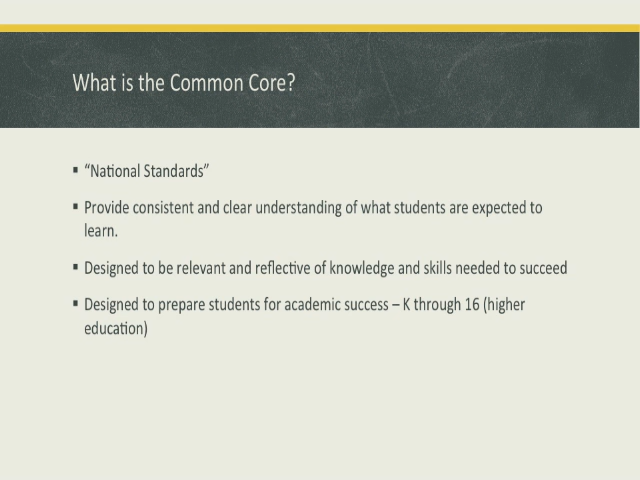 What is the Common Core?
▪ “National Standards”
▪ Provide consistent and clear understanding of what students are expected to
learn.
▪ Designed to be relevant and reflective of knowledge and skills needed to succeed
▪ Designed to prepare students for academic success – K through 16 (higher
education)